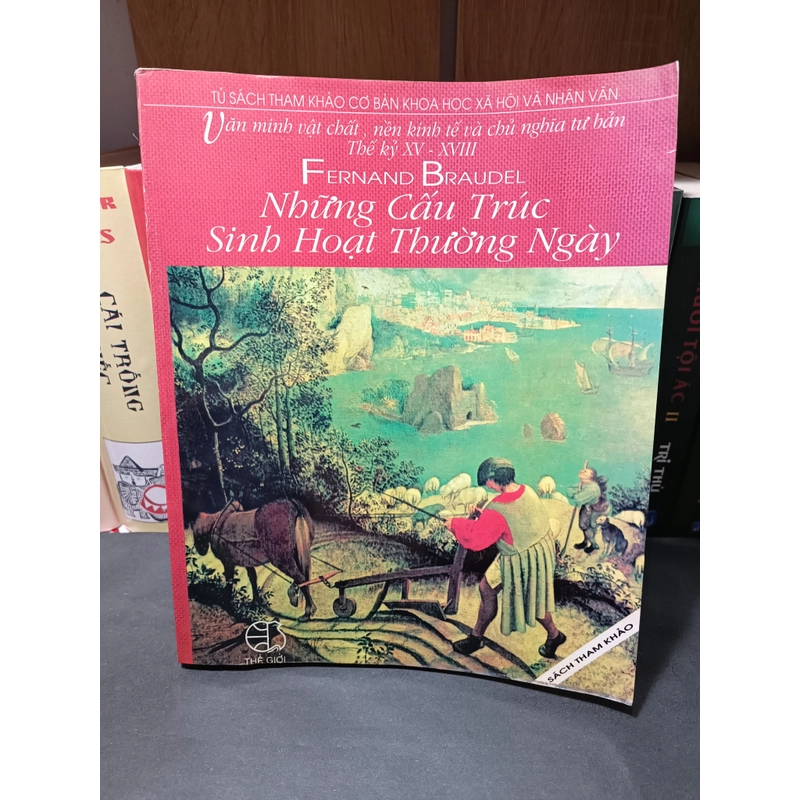 TỦ SÁCH THAM KHẢO CƠ BẢN KHOA HỌC XÃ HỘI VÀ NHÂN VĂN
Văn minh vật chất, nền kinh tế và chủ nghĩa tư bản
Thế kỷ XV - XVIII
FERNAND BRAUDEL
Những Cấu Trúc
Sinh Hoạt Thường Ngày
THẾ GIỚI
SÁCH THAM KHẢO
CÁI TRỐNG
TỘI ÁC II
TRI THỨ